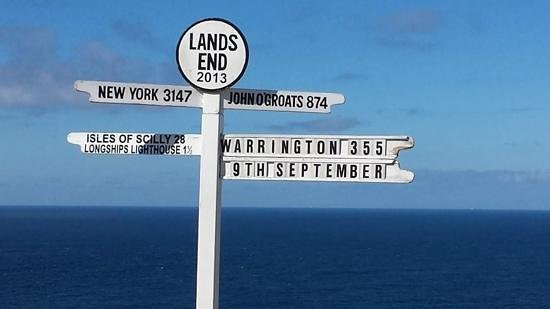 LANDS
END
2013
NEW YORK 3147
JOHN O'GROATS 874
ISLES OF SCILLY 28
LONGSHIPS LIGHTHOUSE 1½
WARRINGTON 355
9TH SEPTEMBER